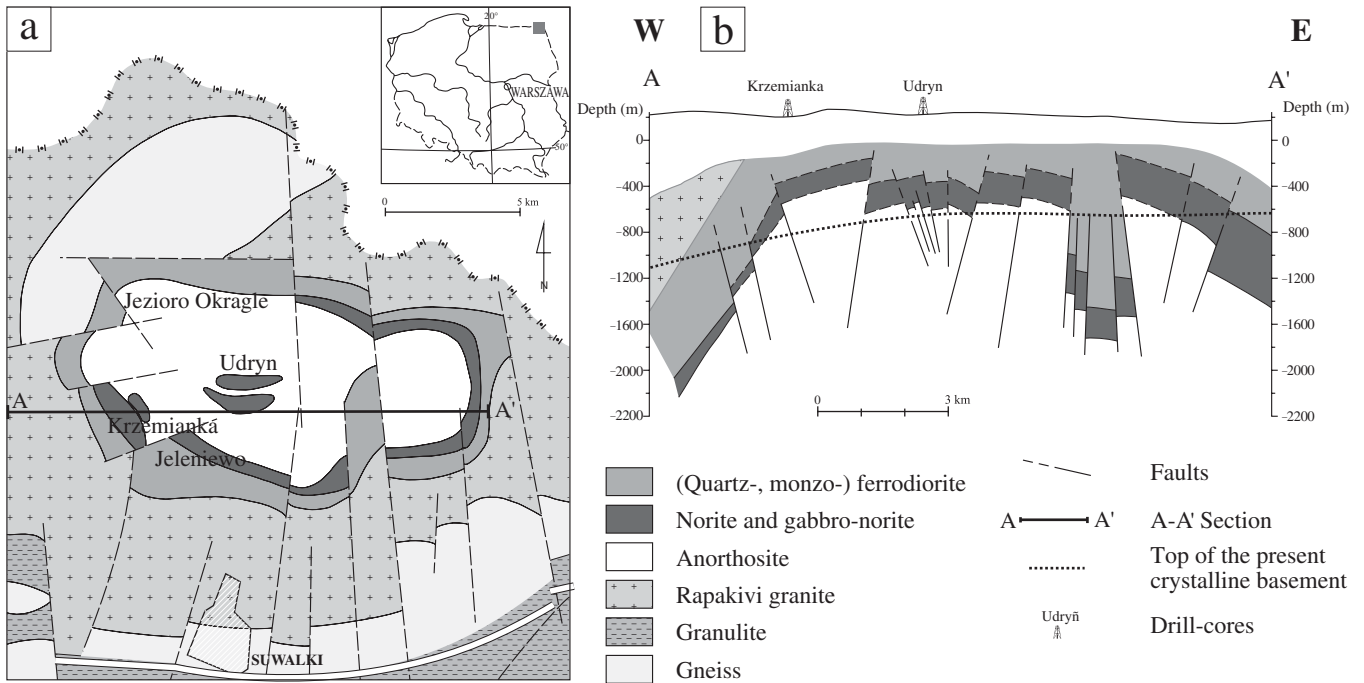 a
20°
WARSZAWA
50°
0 5 km
N
Jezioro Okragle
Udryn
A A'
Krzemianká
Jeleniewo
SUWALKI
W b E
A A'
Krzemianka Udryn
Depth (m) Depth (m)
0 0
-400 -400
-800 -800
-1200 -1200
-1600 -1600
-2000 -2000
-2200 -2200
0 3 km
(Quartz-, monzo-) ferrodiorite
Norite and gabbro-norite
Anorthosite
Rapakivi granite
Granulite
Gneiss
Faults
A A' A-A' Section
Top of the present
crystalline basement
Udryñ
Drill-cores